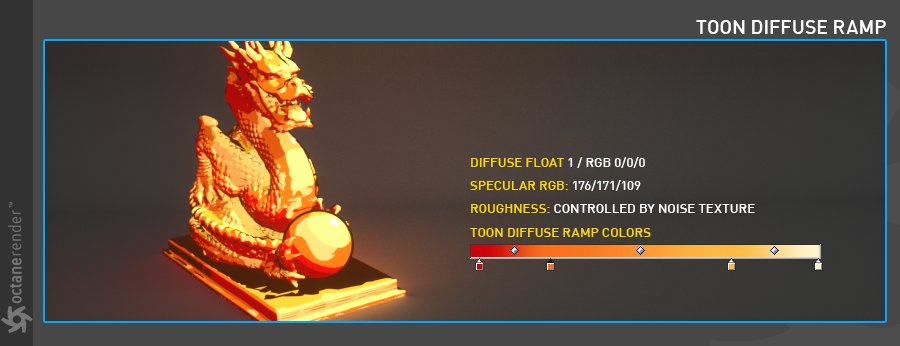 TOON DIFFUSE RAMP
DIFFUSE FLOAT 1 / RGB 0/0/0
SPECULAR RGB: 176/171/109
ROUGHNESS: CONTROLLED BY NOISE TEXTURE
TOON DIFFUSE RAMP COLORS
octanerender™